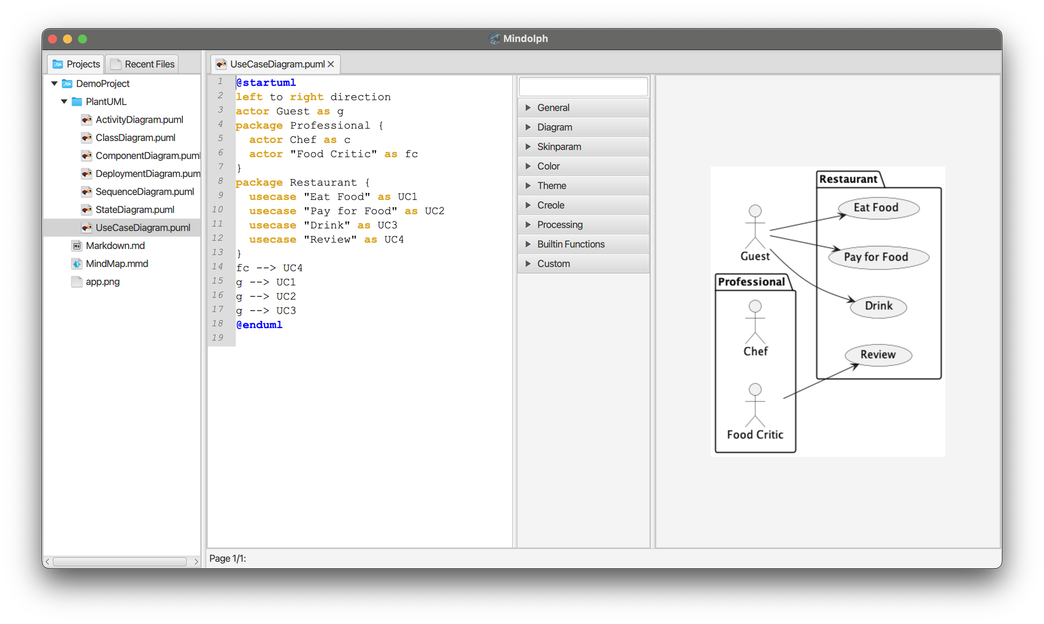 Mindolph
Projects
Recent Files
DemoProject
PlantUML
ActivityDiagram.puml
ClassDiagram.puml
ComponentDiagram.puml
DeploymentDiagram.pum
SequenceDiagram.puml
StateDiagram.puml
UseCaseDiagram.puml
Markdown.md
MindMap.mmd
app.png
UseCaseDiagram.puml
1 @startuml
2 left to right direction
3 actor Guest as g
4 package Professional {
5 actor Chef as c
6 actor "Food Critic" as fc
7 }
8 package Restaurant {
9 usecase "Eat Food" as UC1
10 usecase "Pay for Food" as UC2
11 usecase "Drink" as UC3
12 usecase "Review" as UC4
13 }
14 fc --> UC4
15 g --> UC1
16 g --> UC2
17 g --> UC3
18 @enduml
19
General
Diagram
Skinparam
Color
Theme
Creole
Processing
Builtin Functions
Custom
Restaurant
Eat Food
Guest
Pay for Food
Professional
Drink
Chef
Review
Food Critic
Page 1/1: